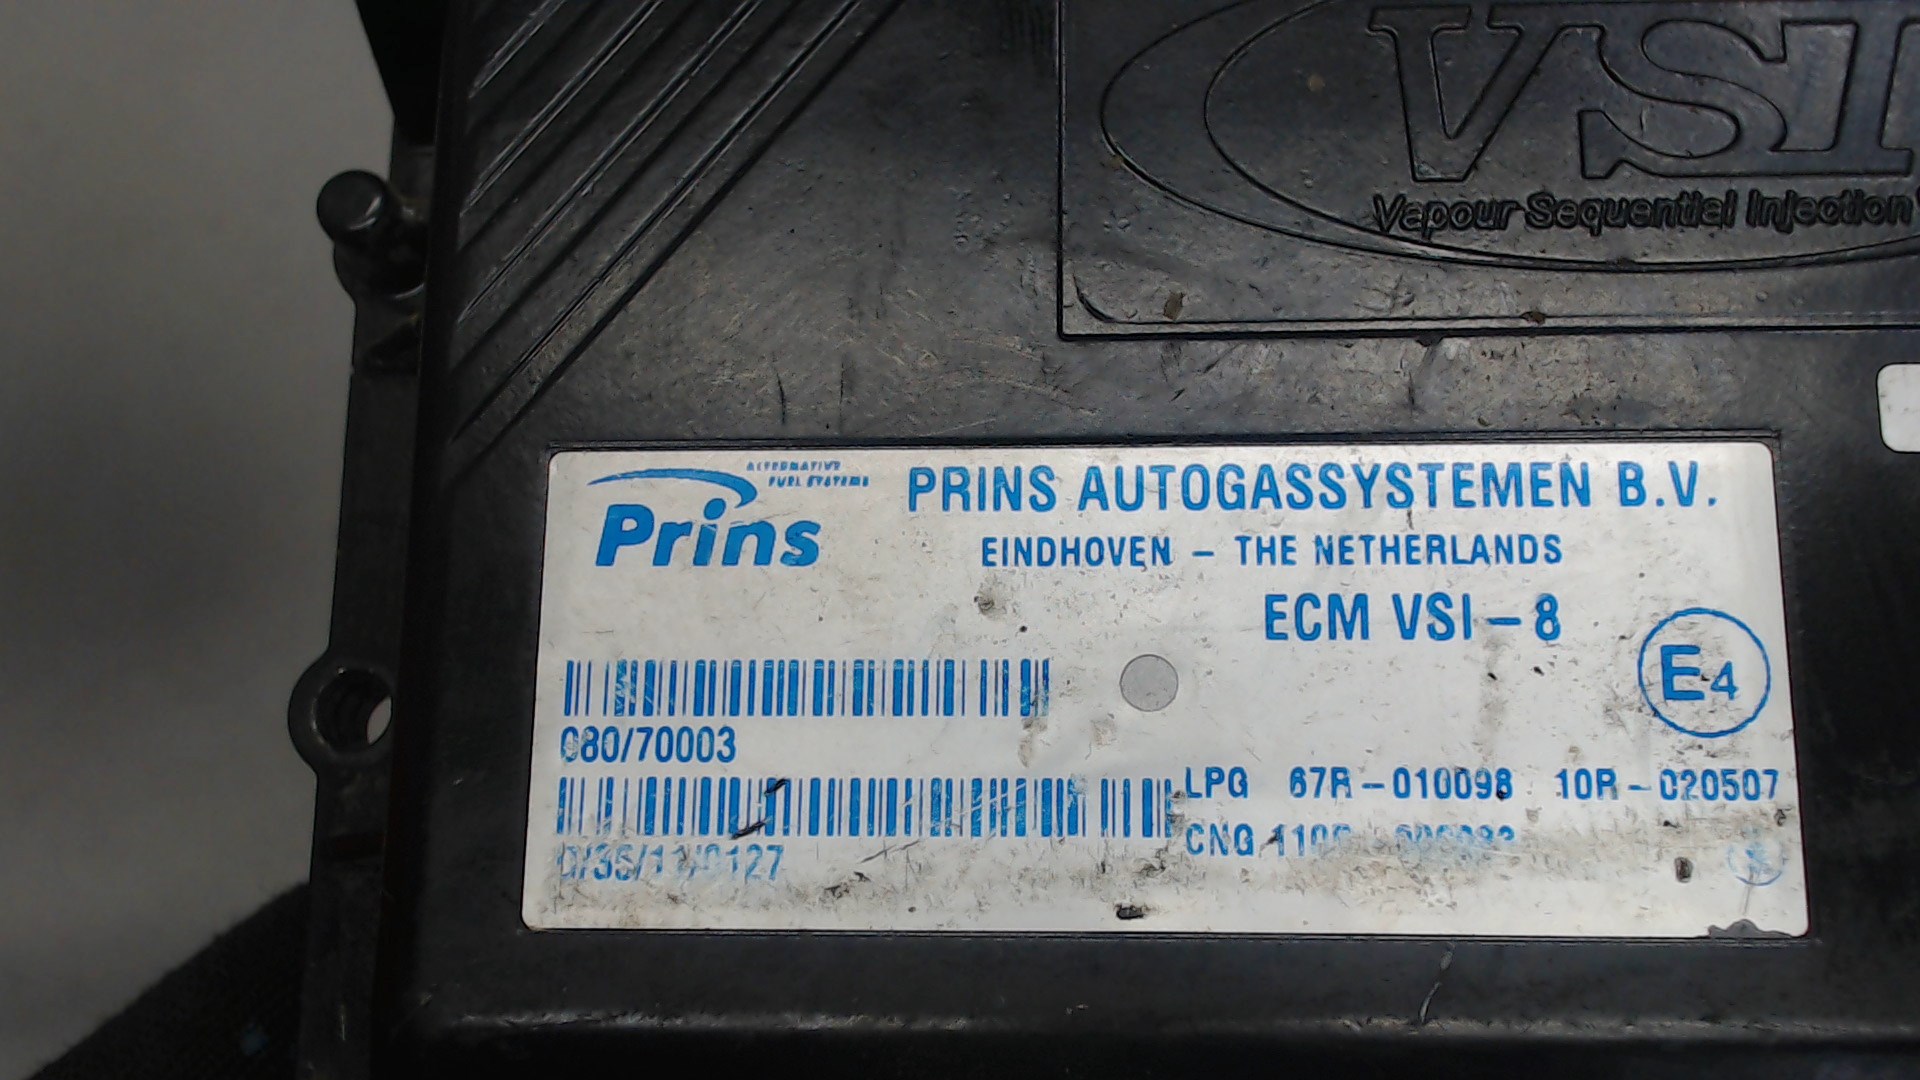 VSI
Vapour Sequential Injection
ALTERNATIVE
FUEL SYSTEMS
Prins
PRINS AUTOGASSYSTEMEN B.V.
EINDHOVEN - THE NETHERLANDS
ECM VSI-8
E4
080/70003
LPG 67R-010098 10R-020507
CNG